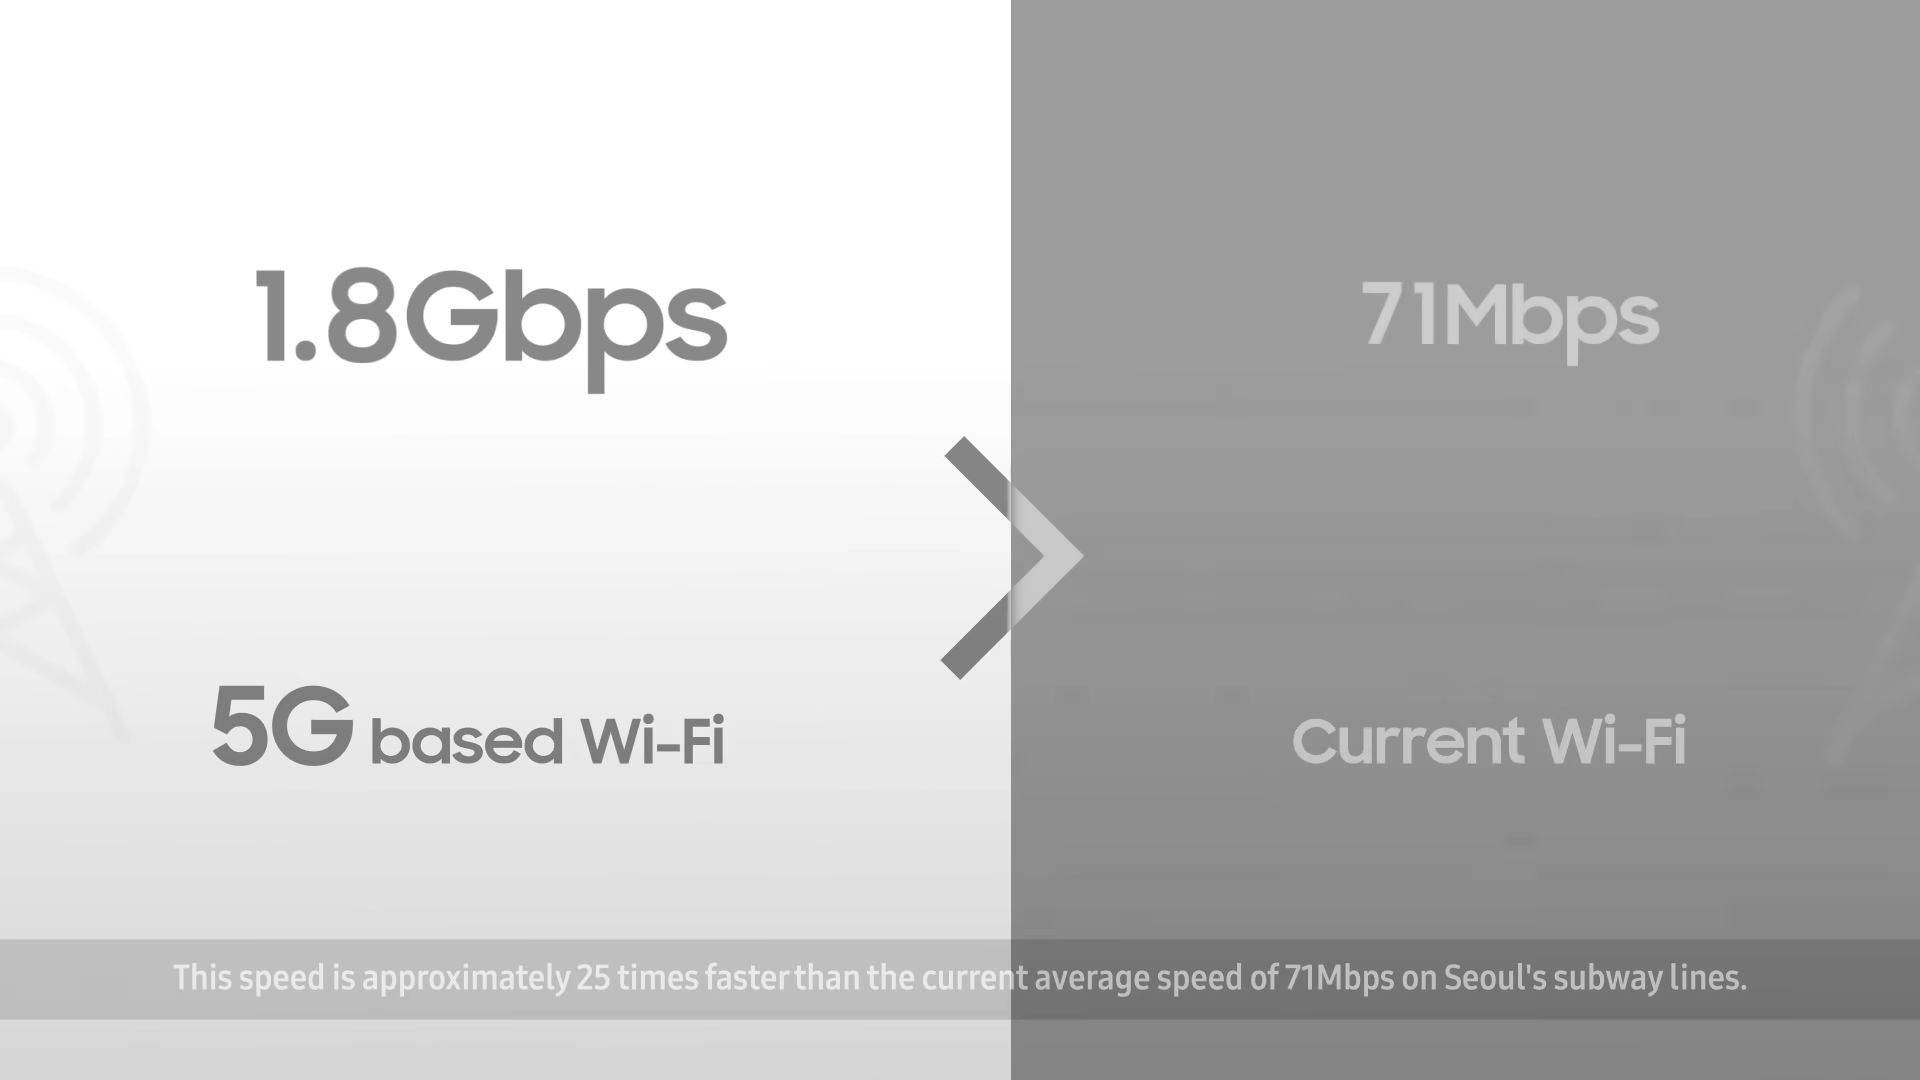 1.8Gbps
71Mbps
5G based Wi-Fi
Current Wi-Fi
This speed is approximately 25 times faster than the current average speed of 71Mbps on Seoul's subway lines.